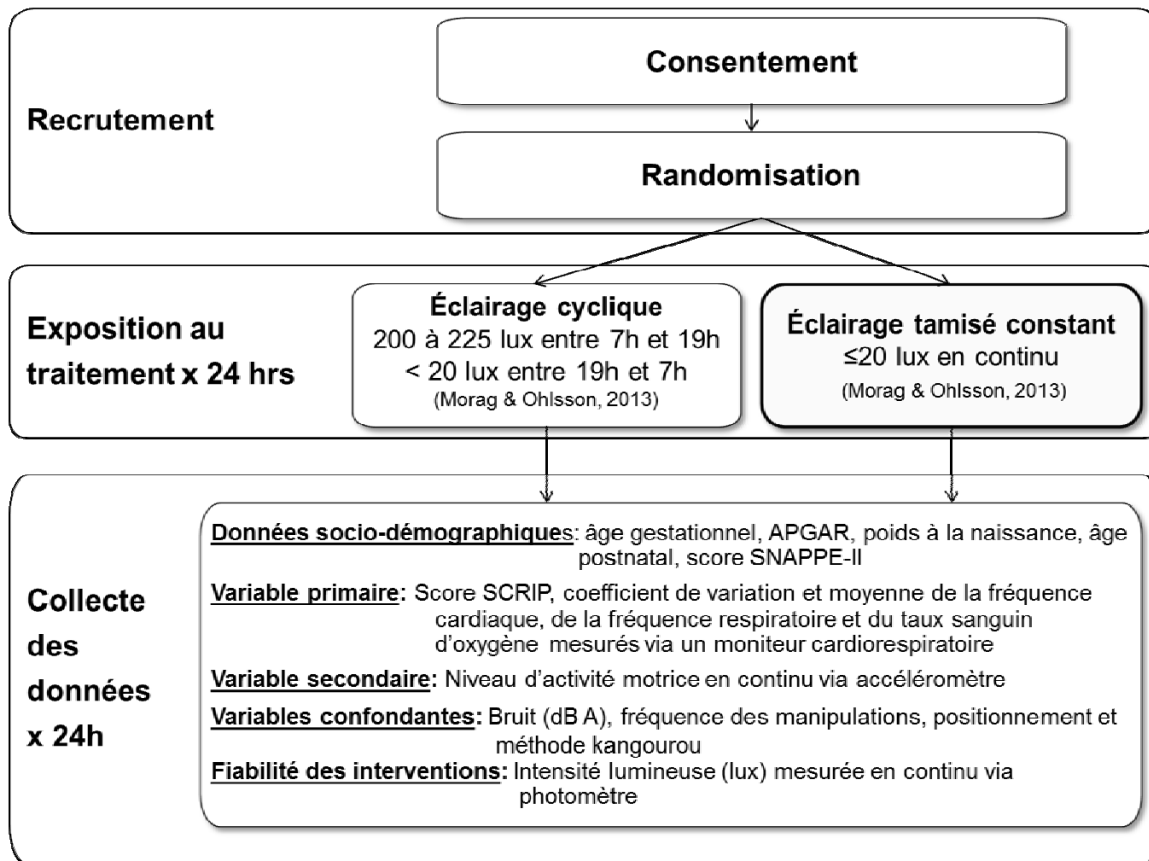 Recrutement
Consentement
Randomisation
Exposition au
traitement x 24 hrs
Éclairage cyclique
200 à 225 lux entre 7h et 19h
< 20 lux entre 19h et 7h
(Morag & Ohlsson, 2013)
Éclairage tamisé constant
≤20 lux en continu
(Morag & Ohlsson, 2013)
Collecte
des
données
x 24h
Données socio-démographiques: âge gestationnel, APGAR, poids à la naissance, âge
postnatal, score SNAPPE-II
Variable primaire: Score SCRIP, coefficient de variation et moyenne de la fréquence
cardiaque, de la fréquence respiratoire et du taux sanguin
d'oxygène mesurés via un moniteur cardiorespiratoire
Variable secondaire: Niveau d'activité motrice en continu via accéléromètre
Variables confondantes: Bruit (dB A), fréquence des manipulations, positionnement et
méthode kangourou
Fiabilité des interventions: Intensité lumineuse (lux) mesurée en continu via
photomètre